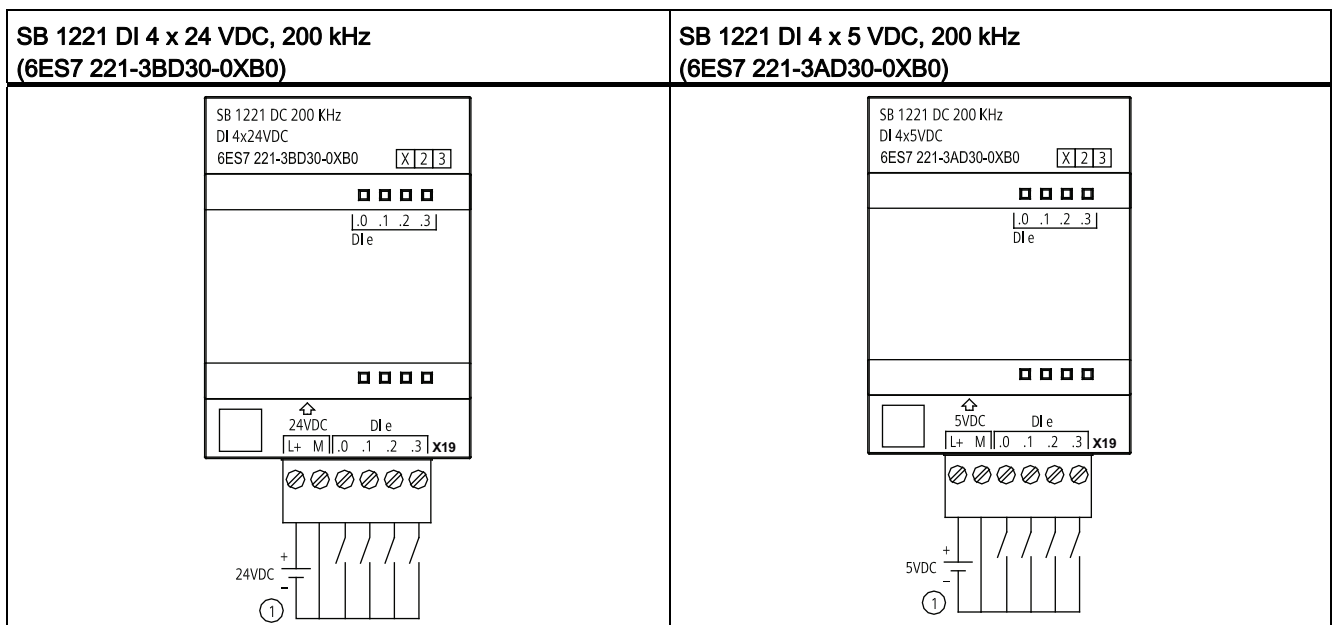 SB 1221 DI 4 x 24 VDC, 200 kHz
(6ES7 221-3BD30-0XB0)
SB 1221 DI 4 x 5 VDC, 200 kHz
(6ES7 221-3AD30-0XB0)
SB 1221 DC 200 KHz
DI 4x24VDC
6ES7 221-3BD30-0XB0 X 2 3
.0 .1 .2 .3
DI e
24VDC DI e
L+ M .0 .1 .2 .3 X19
+
24VDC
−
1
SB 1221 DC 200 KHz
DI 4x5VDC
6ES7 221-3AD30-0XB0 X 2 3
.0 .1 .2 .3
DI e
5VDC DI e
L+ M .0 .1 .2 .3 X19
+
5VDC
−
1